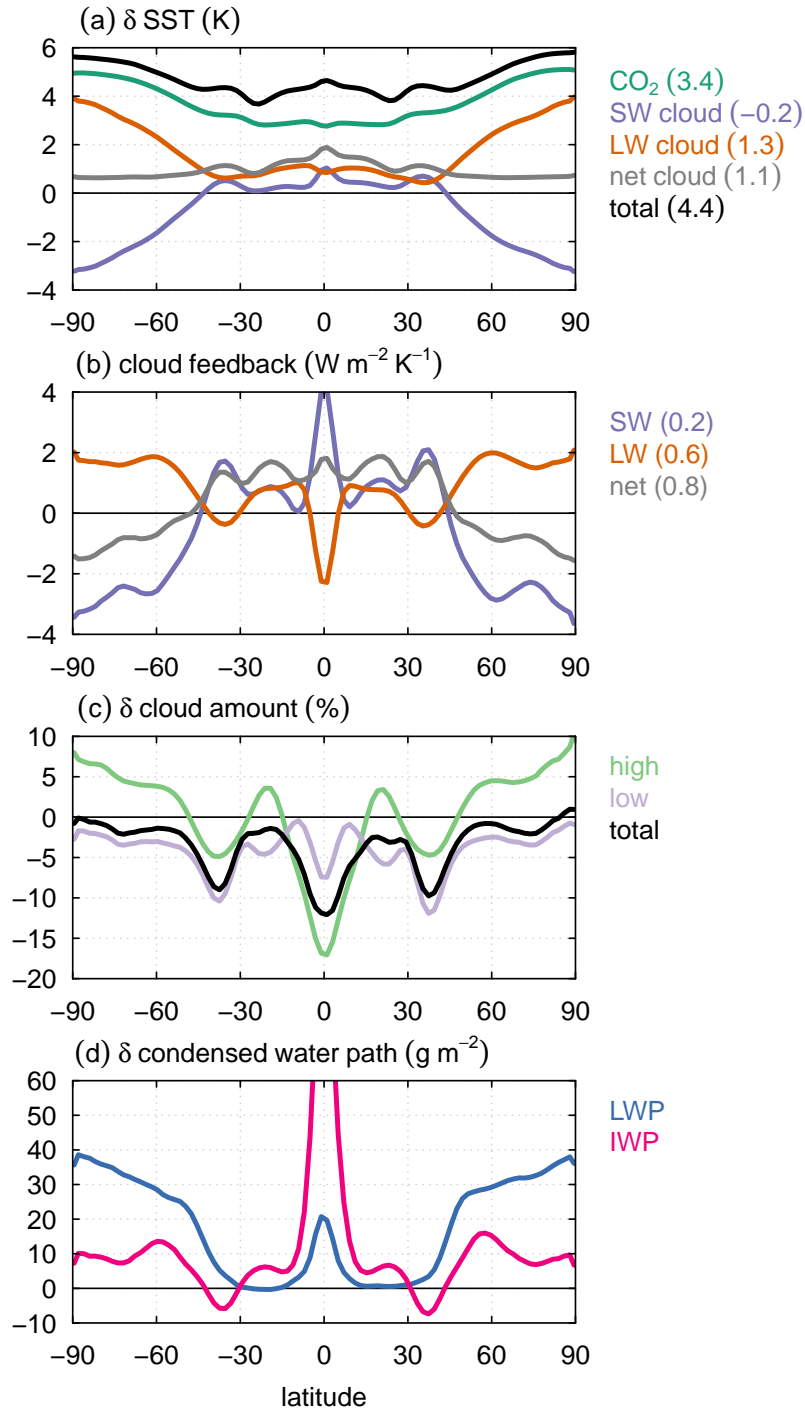 (a) δ SST (K)
6
4
2
0
−2
−4
−90 −60 −30 0 30 60 90
CO₂ (3.4)
SW cloud (−0.2)
LW cloud (1.3)
net cloud (1.1)
total (4.4)
(b) cloud feedback (W m⁻² K⁻¹)
4
2
0
−2
−4
−90 −60 −30 0 30 60 90
SW (0.2)
LW (0.6)
net (0.8)
(c) δ cloud amount (%)
10
5
0
−5
−10
−15
−20
−90 −60 −30 0 30 60 90
high
low
total
(d) δ condensed water path (g m⁻²)
60
50
40
30
20
10
0
−10
−90 −60 −30 0 30 60 90
latitude
LWP
IWP